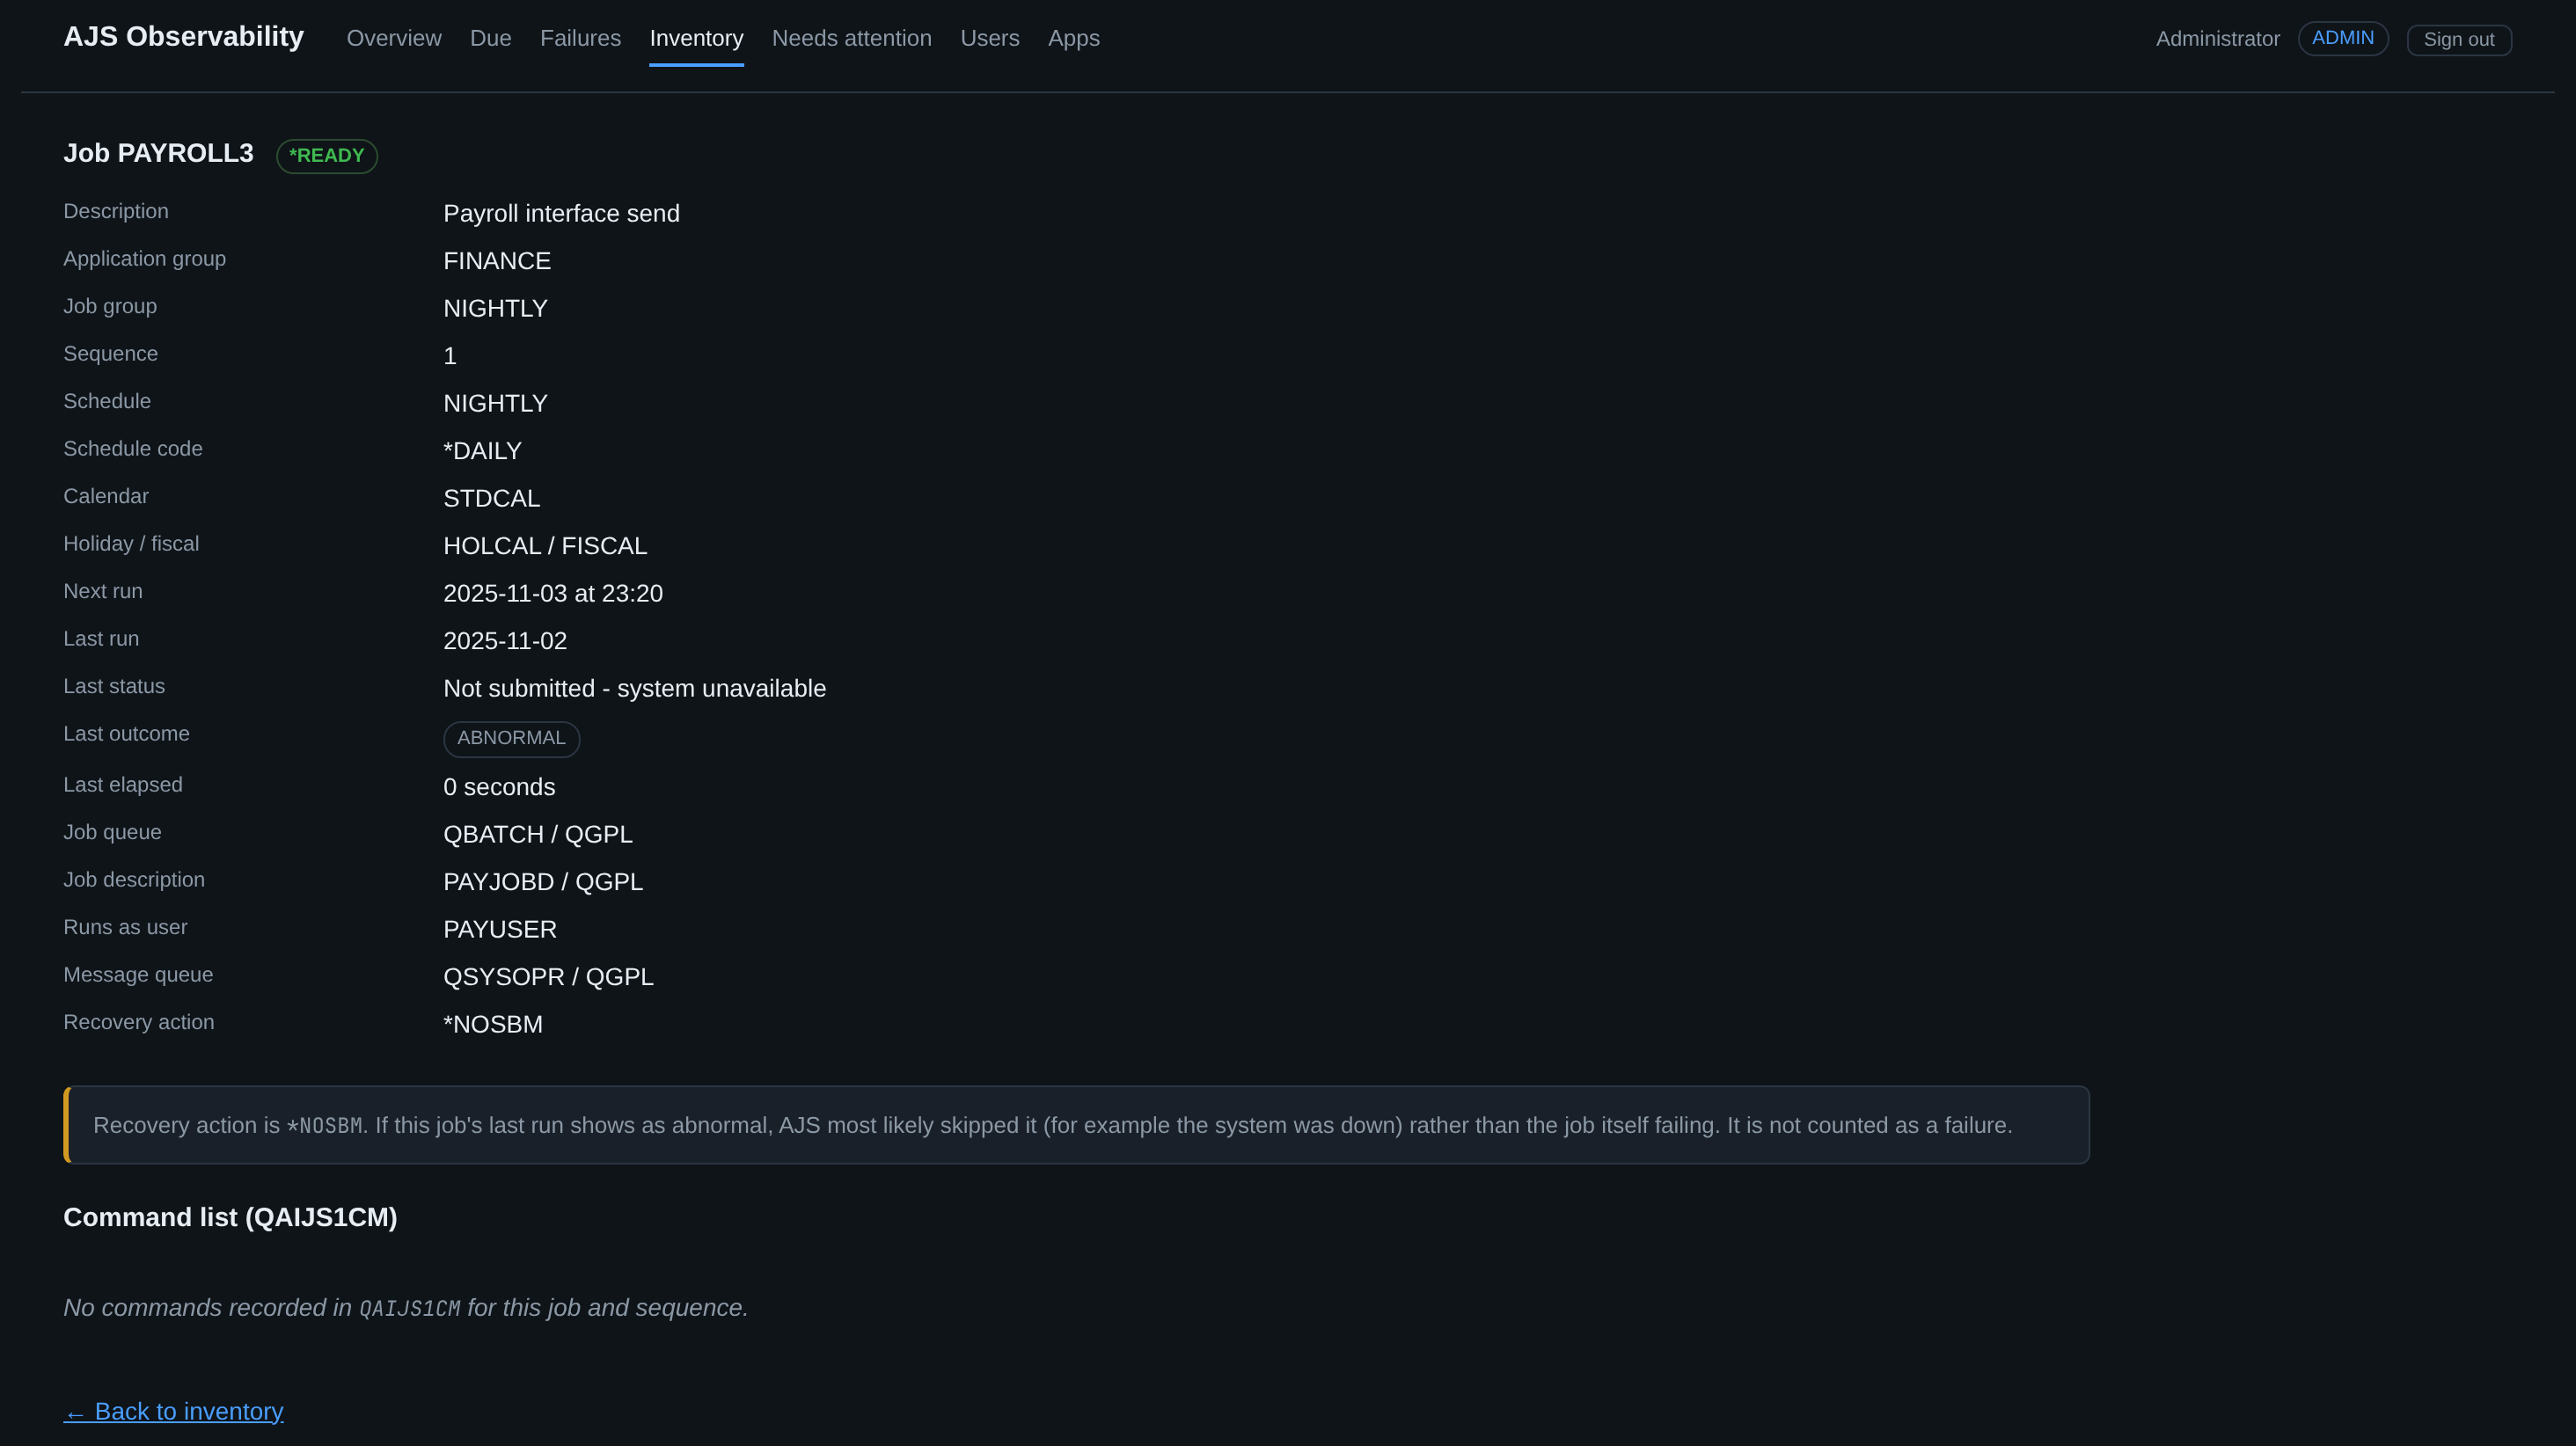 AJS Observability Overview Due Failures Inventory Needs attention Users Apps Administrator ADMIN Sign out
Job PAYROLL3 *READY
Description Payroll interface send
Application group FINANCE
Job group NIGHTLY
Sequence 1
Schedule NIGHTLY
Schedule code *DAILY
Calendar STDCAL
Holiday / fiscal HOLCAL / FISCAL
Next run 2025-11-03 at 23:20
Last run 2025-11-02
Last status Not submitted - system unavailable
Last outcome ABNORMAL
Last elapsed 0 seconds
Job queue QBATCH / QGPL
Job description PAYJOBD / QGPL
Runs as user PAYUSER
Message queue QSYSOPR / QGPL
Recovery action *NOSBM
Recovery action is *NOSBM. If this job's last run shows as abnormal, AJS most likely skipped it (for example the system was down) rather than the job itself failing. It is not counted as a failure.
Command list (QAIJS1CM)
No commands recorded in QAIJS1CM for this job and sequence.
← Back to inventory